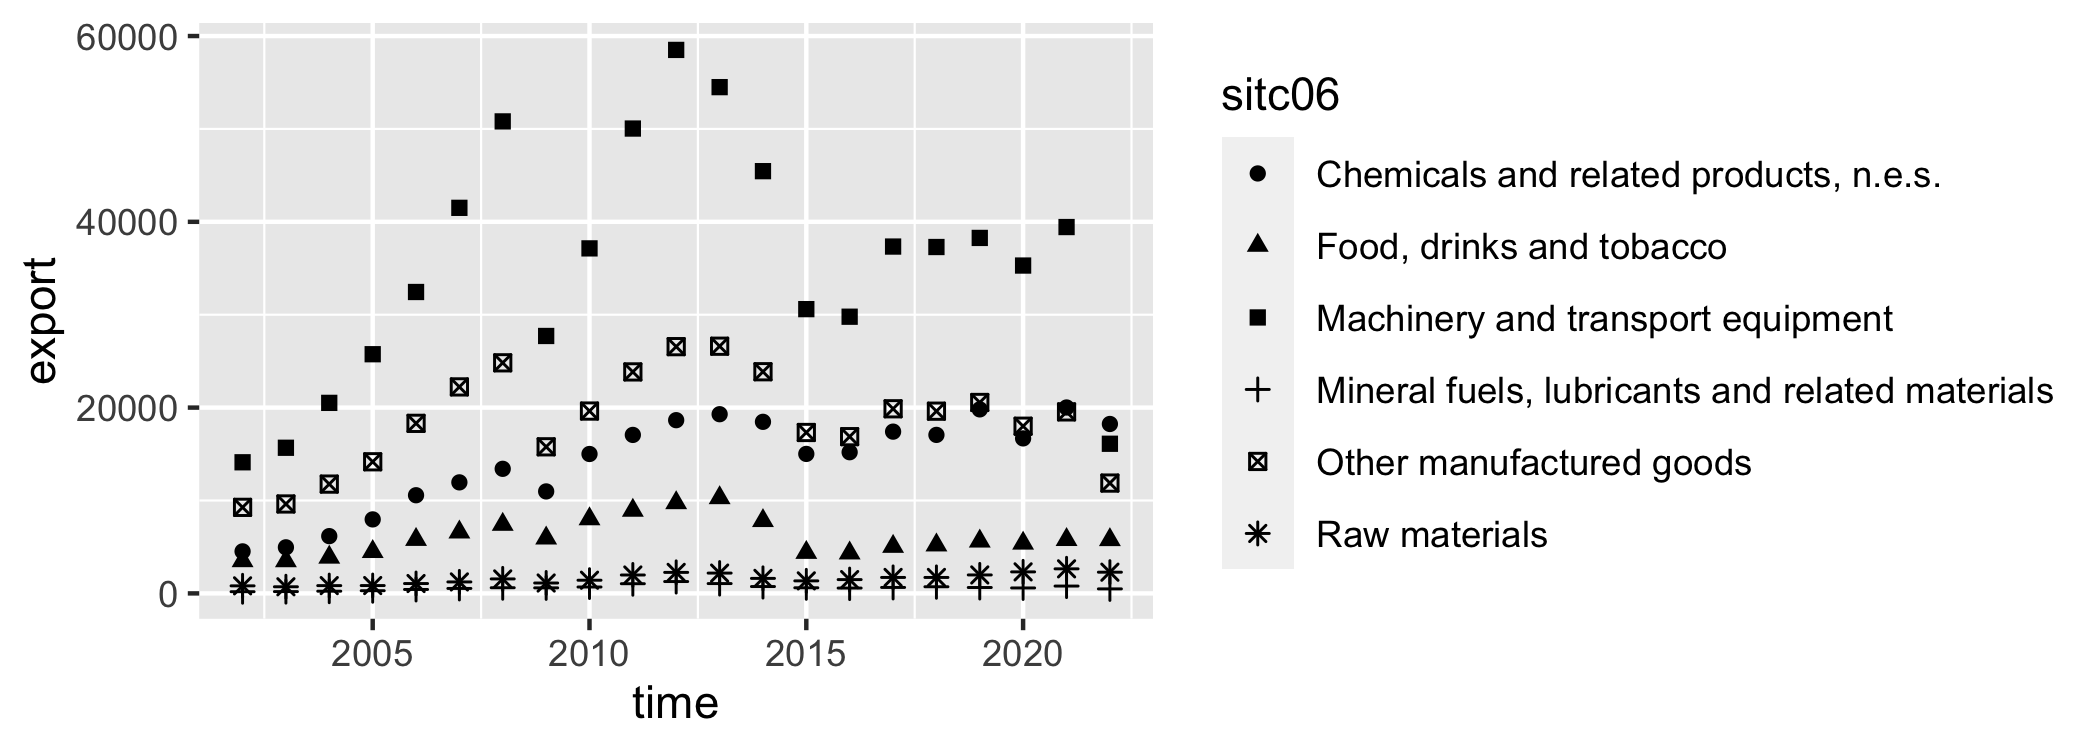 60000
40000
20000
0
export
2005
2010
2015
2020
time
sitc06
Chemicals and related products, n.e.s.
Food, drinks and tobacco
Machinery and transport equipment
Mineral fuels, lubricants and related materials
Other manufactured goods
Raw materials